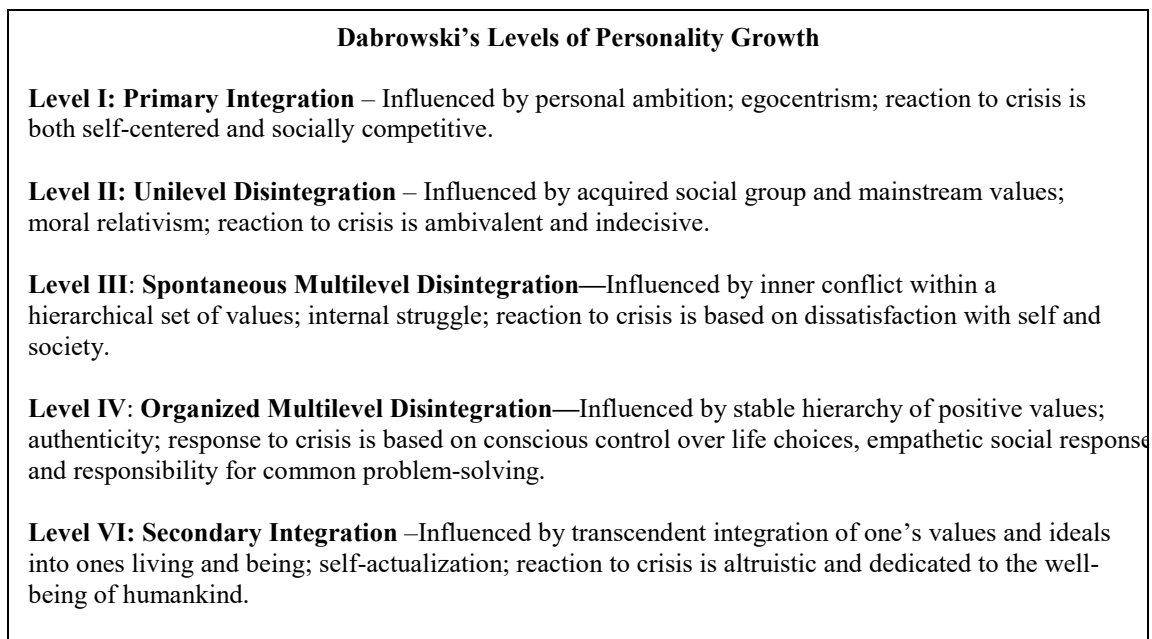 Dabrowski’s Levels of Personality Growth
Level I: Primary Integration – Influenced by personal ambition; egocentrism; reaction to crisis is
both self-centered and socially competitive.
Level II: Unilevel Disintegration – Influenced by acquired social group and mainstream values;
moral relativism; reaction to crisis is ambivalent and indecisive.
Level III: Spontaneous Multilevel Disintegration—Influenced by inner conflict within a
hierarchical set of values; internal struggle; reaction to crisis is based on dissatisfaction with self and
society.
Level IV: Organized Multilevel Disintegration—Influenced by stable hierarchy of positive values;
authenticity; response to crisis is based on conscious control over life choices, empathetic social response
and responsibility for common problem-solving.
Level VI: Secondary Integration –Influenced by transcendent integration of one’s values and ideals
into ones living and being; self-actualization; reaction to crisis is altruistic and dedicated to the well-
being of humankind.